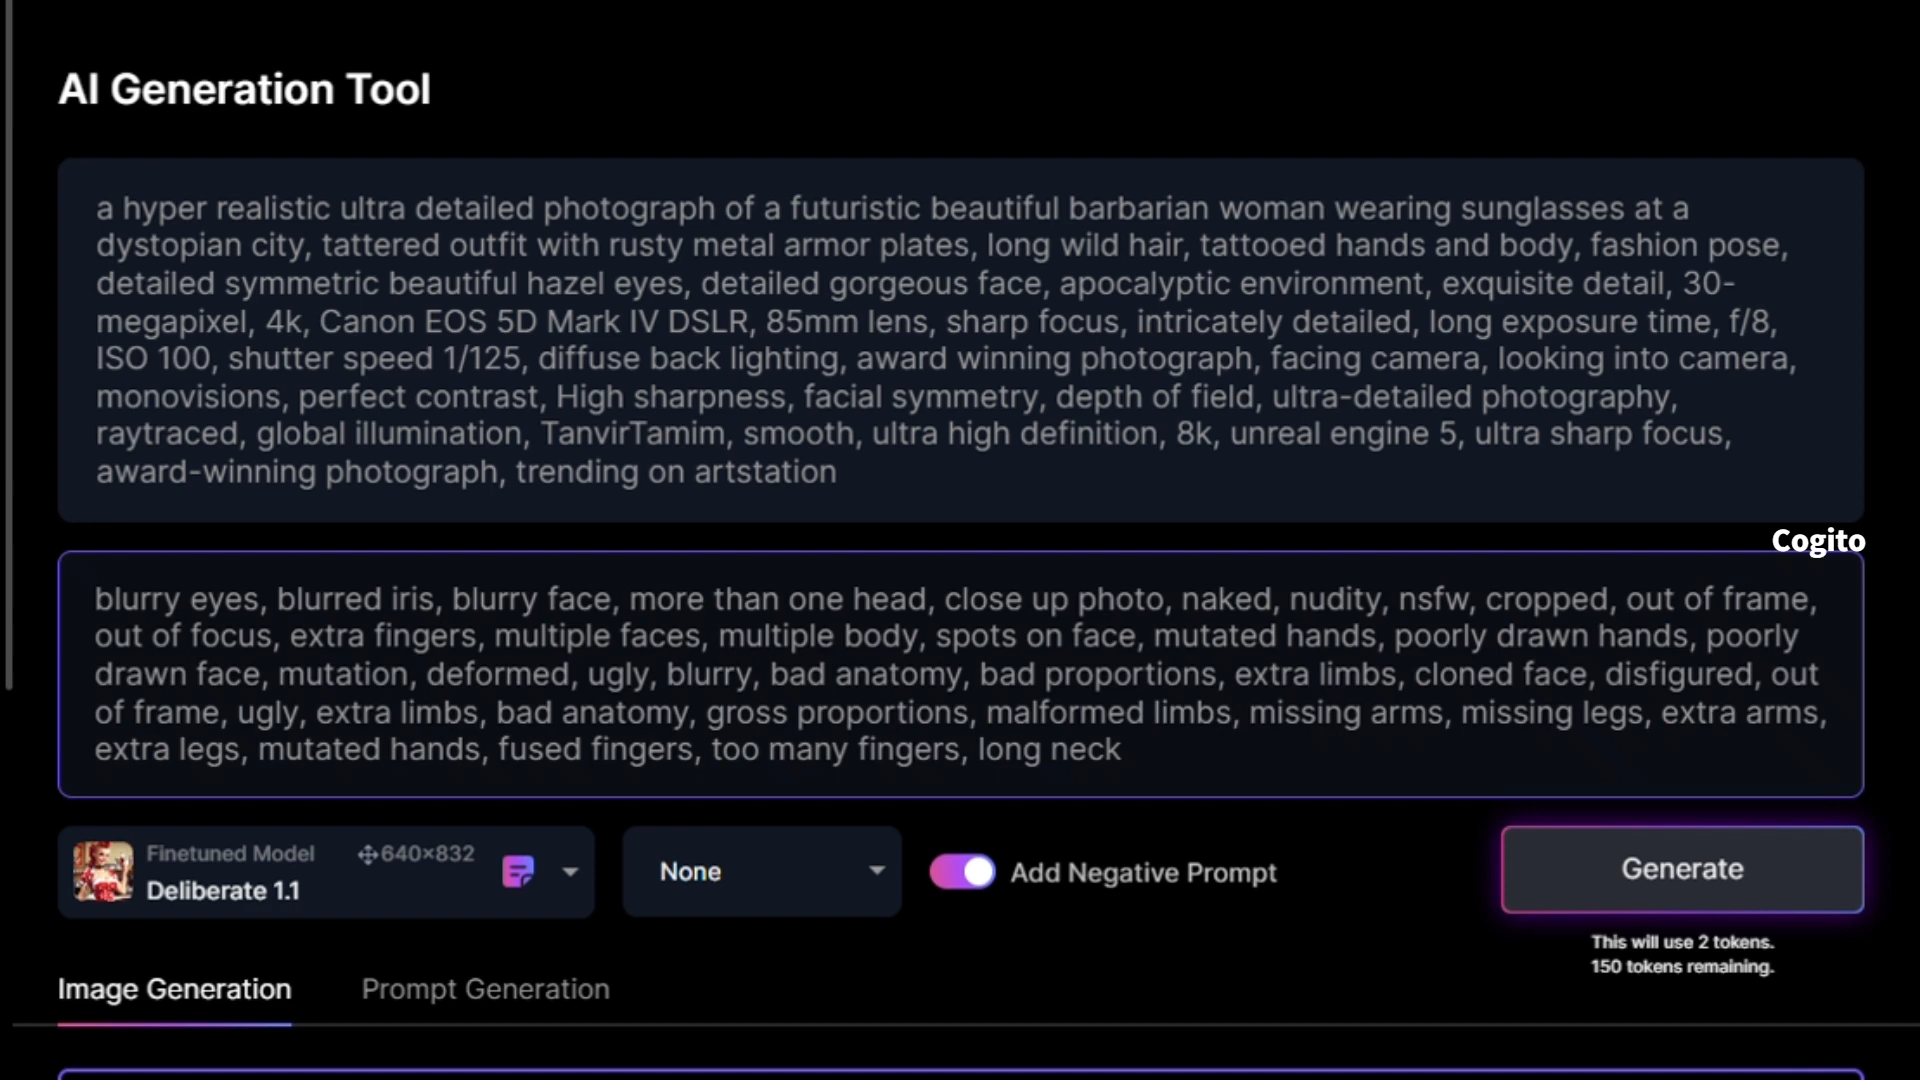 AI Generation Tool
a hyper realistic ultra detailed photograph of a futuristic beautiful barbarian woman wearing sunglasses at a
dystopian city, tattered outfit with rusty metal armor plates, long wild hair, tattooed hands and body, fashion pose,
detailed symmetric beautiful hazel eyes, detailed gorgeous face, apocalyptic environment, exquisite detail, 30-
megapixel, 4k, Canon EOS 5D Mark IV DSLR, 85mm lens, sharp focus, intricately detailed, long exposure time, f/8,
ISO 100, shutter speed 1/125, diffuse back lighting, award winning photograph, facing camera, looking into camera,
monovisions, perfect contrast, High sharpness, facial symmetry, depth of field, ultra-detailed photography,
raytraced, global illumination, TanvirTamim, smooth, ultra high definition, 8k, unreal engine 5, ultra sharp focus,
award-winning photograph, trending on artstation
Cogito
blurry eyes, blurred iris, blurry face, more than one head, close up photo, naked, nudity, nsfw, cropped, out of frame,
out of focus, extra fingers, multiple faces, multiple body, spots on face, mutated hands, poorly drawn hands, poorly
drawn face, mutation, deformed, ugly, blurry, bad anatomy, bad proportions, extra limbs, cloned face, disfigured, out
of frame, ugly, extra limbs, bad anatomy, gross proportions, malformed limbs, missing arms, missing legs, extra arms,
extra legs, mutated hands, fused fingers, too many fingers, long neck
Finetuned Model 640×832
Deliberate 1.1
None
Add Negative Prompt
Generate
This will use 2 tokens.
150 tokens remaining.
Image Generation Prompt Generation